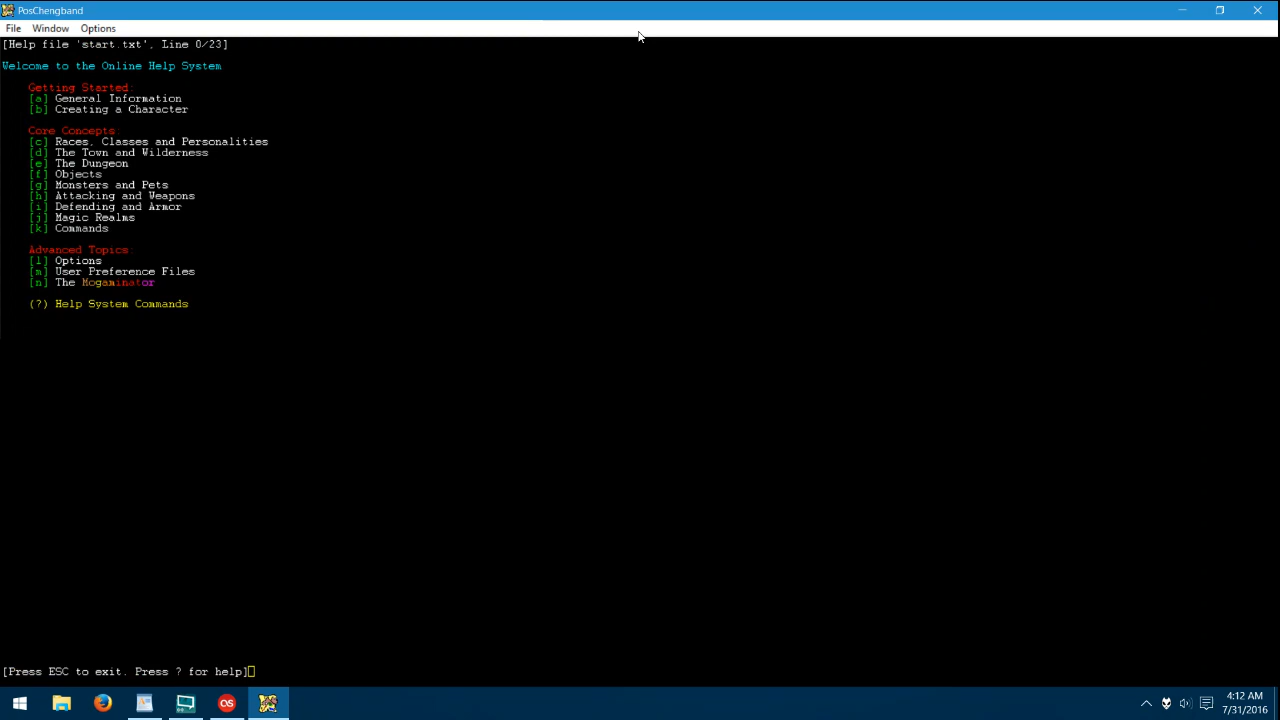 PosChengband
File Window Options
[Help file 'start.txt', Line 0/23]
Welcome to the Online Help System
Getting Started:
[a] General Information
[b] Creating a Character
Core Concepts:
[c] Races, Classes and Personalities
[d] The Town and Wilderness
[e] The Dungeon
[f] Objects
[g] Monsters and Pets
[h] Attacking and Weapons
[i] Defending and Armor
[j] Magic Realms
[k] Commands
Advanced Topics:
[l] Options
[m] User Preference Files
[n] The Mogaminator
(?) Help System Commands
[Press ESC to exit. Press ? for help]
4:12 AM
7/31/2016